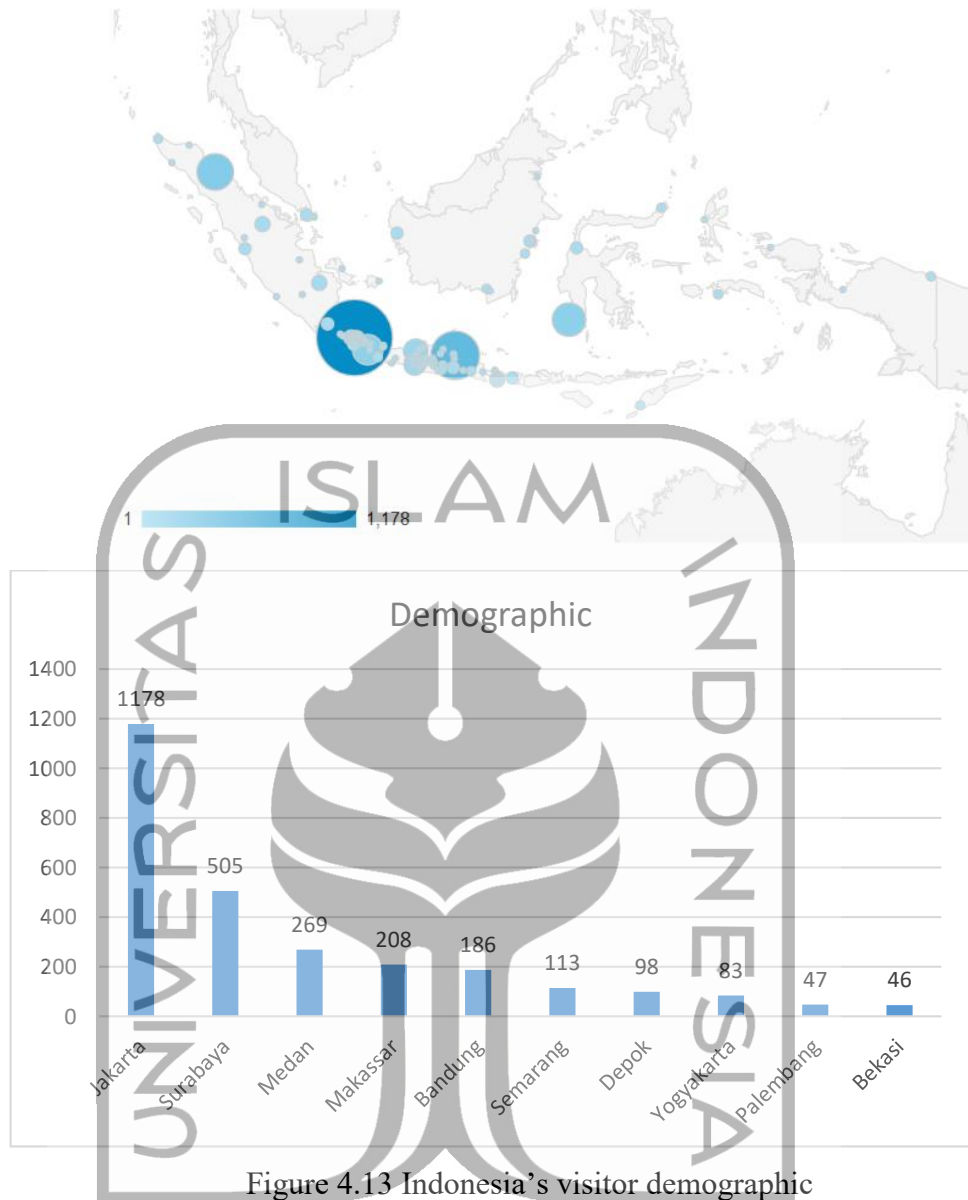 1 1,178
ISLAM
UNIVERSITAS
INDONESIA
Demographic
1400
1200
1000
800
600
400
200
0
1178
505
269
208
186
113
98
83
47
46
Jakarta
Surabaya
Medan
Makassar
Bandung
Semarang
Depok
Yogyakarta
Palembang
Bekasi
Figure 4.13 Indonesia's visitor demographic